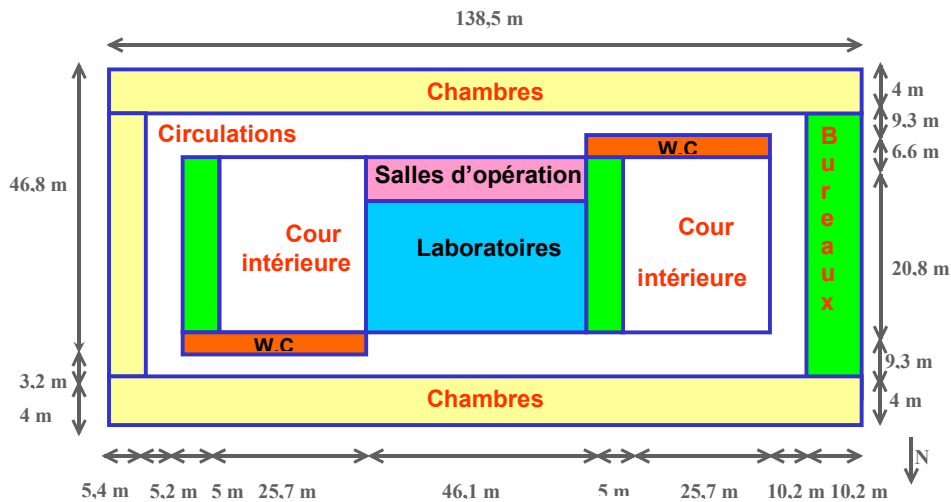 138,5 m
Chambres
4 m
Circulations
9,3 m
W.C
6.6 m
Bureaux
46,8 m
Salles d’opération
Cour
intérieure
Laboratoires
Cour
intérieure
20.8 m
W.C
9,3 m
3,2 m
4 m
Chambres
4 m
N
5,4 m
5,2 m
5 m
25,7 m
46,1 m
5 m
25,7 m
10,2 m
10,2 m